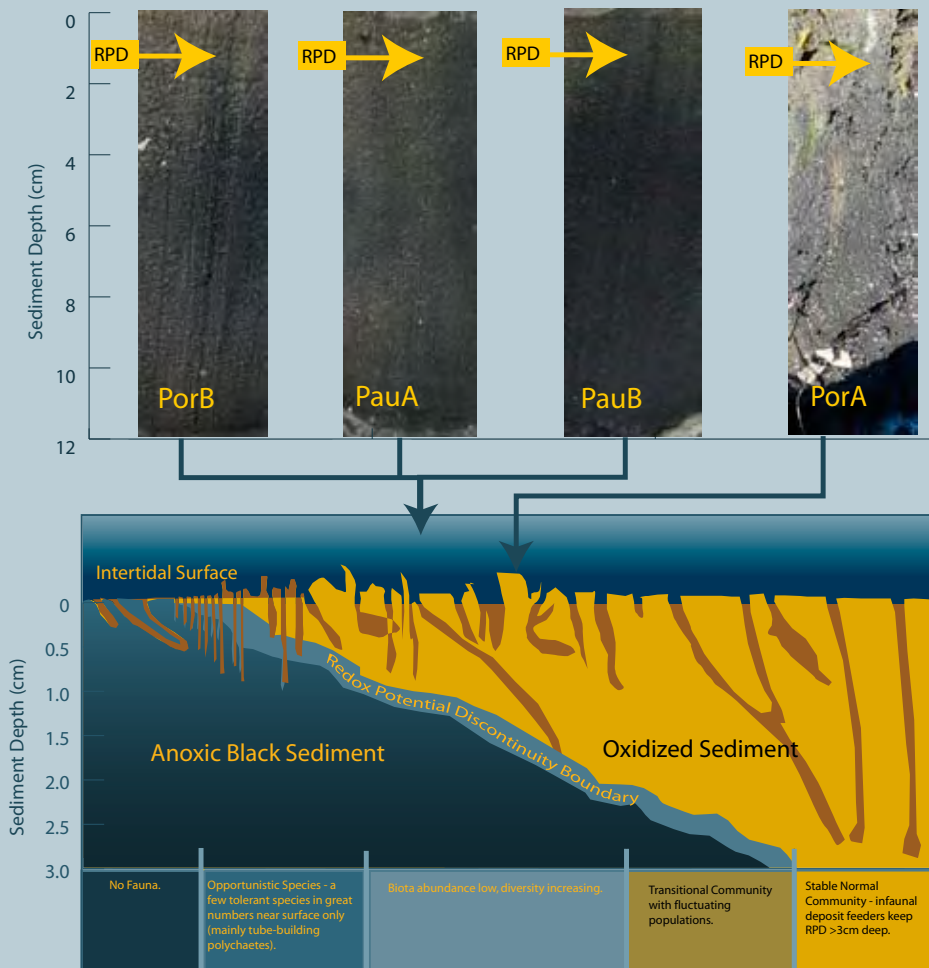 0
2
4
6
8
10
12
Sediment Depth (cm)
RPD
RPD
RPD
RPD
PorB
PauA
PauB
PorA
Intertidal Surface
0
0.5
1.0
1.5
2.0
2.5
3.0
Sediment Depth (cm)
Redox Potential Discontinuity Boundary
Anoxic Black Sediment
Oxidized Sediment
No Fauna.
Opportunistic Species - a
few tolerant species in great
numbers near surface only
(mainly tube-building
polychaetes).
Biota abundance low, diversity increasing.
Transitional Community
with fluctuating
populations.
Stable Normal
Community - infaunal
deposit feeders keep
RPD >3cm deep.